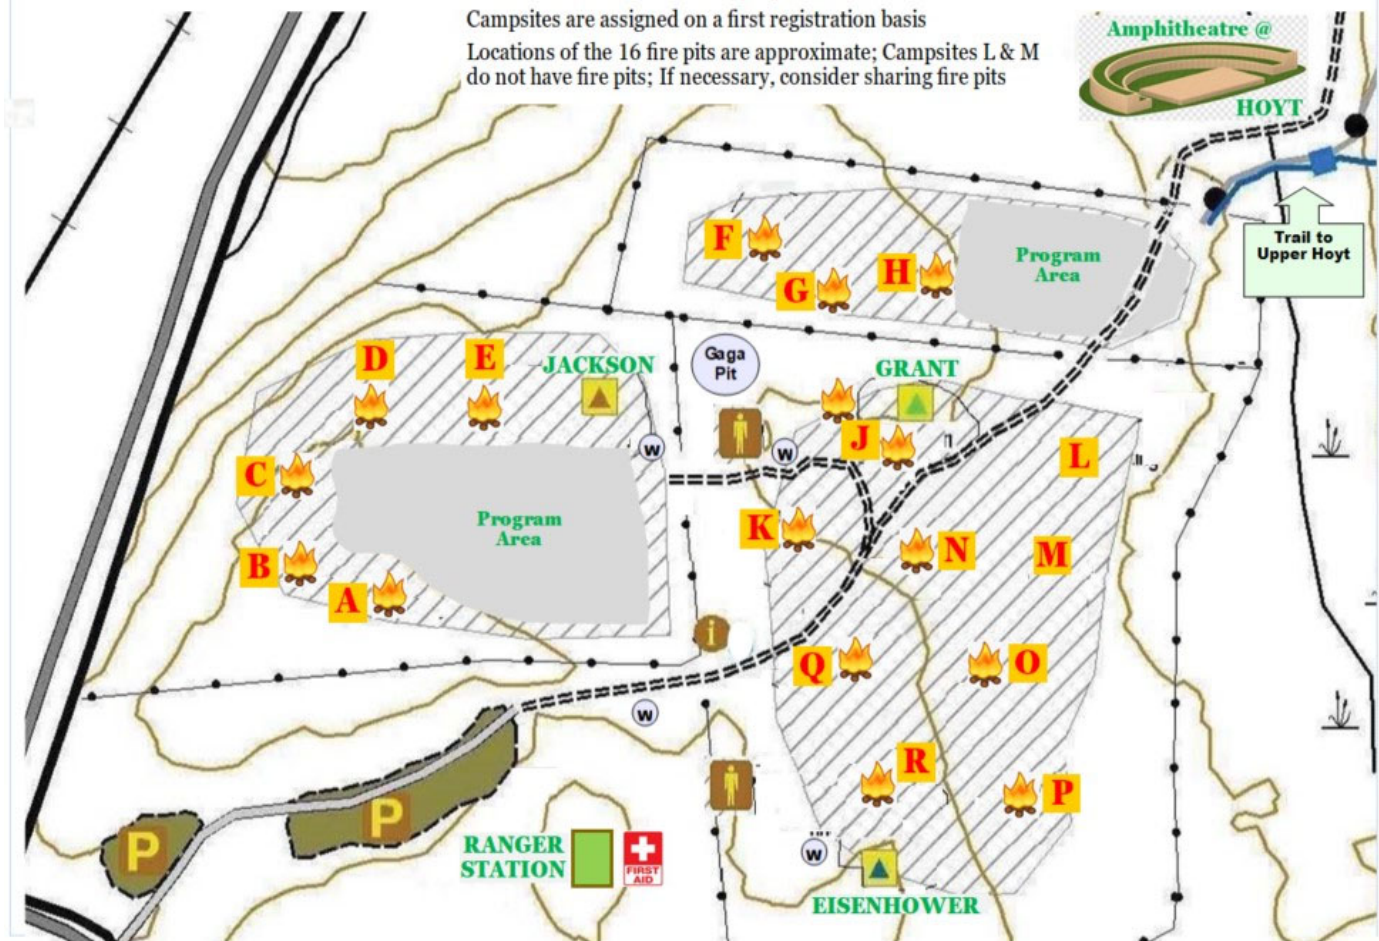 Campsites are assigned on a first registration basis
Locations of the 16 fire pits are approximate; Campsites L & M
do not have fire pits; If necessary, consider sharing fire pits
Amphitheatre @
HOYT
Trail to
Upper Hoyt
F
G
H
Program
Area
D
E
JACKSON
Gaga
Pit
GRANT
J
L
W
W
C
Program
Area
K
N
M
B
A
i
Q
O
W
R
P
P
P
RANGER
STATION
FIRST
AID
W
EISENHOWER